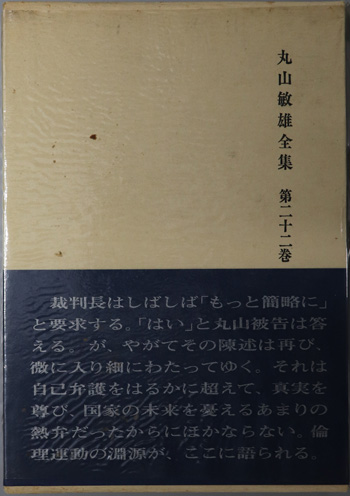 丸山敏雄全集 第二十二巻
裁判長はしばしば「もっと簡略に」
と要求する。「はい」と丸山被告は答
える。が、やがてその陳述は再び、
微に入り細にわたってゆく。それは
自己弁護をはるかに超えて、真実を
尊び、国家の未来を憂えるあまりの
熱弁だったからにほかならない。倫
理運動の淵源が、ここに語られる。